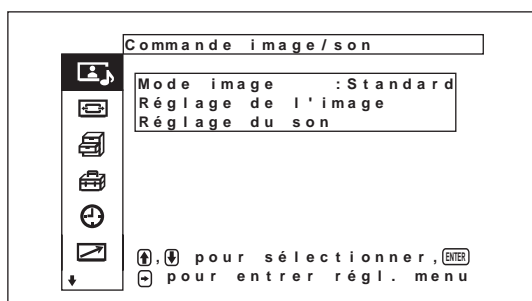 Commande image/son
Mode image :Standard
Réglage de l'image
Réglage du son
, pour sélectionner, ENTER
pour entrer régl. menu